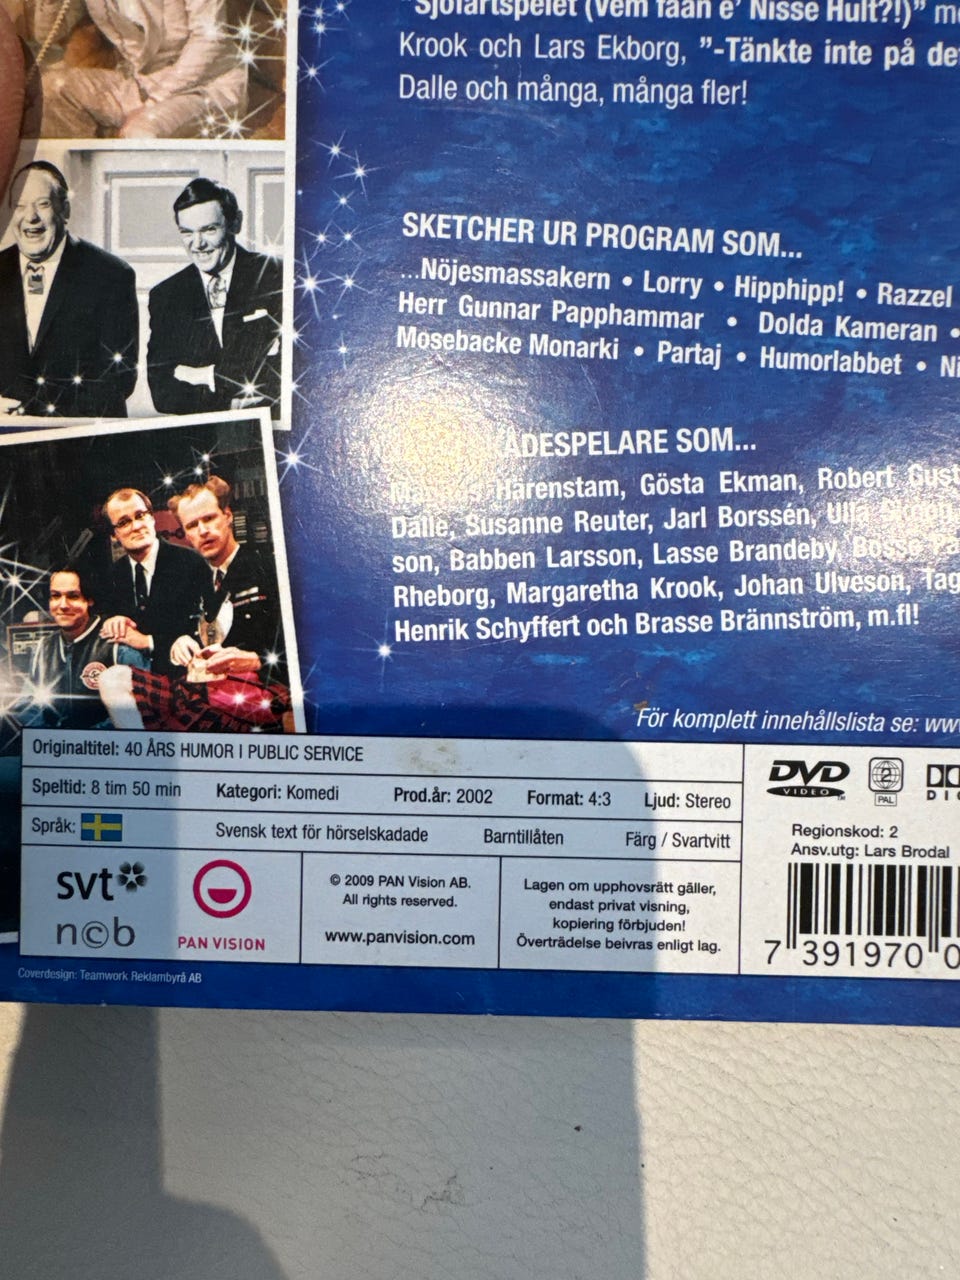 "Sjöfartspelet (Vem faan e' Nisse Hult?!)"
Krook och Lars Ekborg, "-Tänkte inte på
Dalle och många, många fler!
SKETCHER UR PROGRAM SOM...
...Nöjesmassakern • Lorry • Hipphipp! • Razzel
Herr Gunnar Papphammar • Dolda Kameran •
Mosebacke Monarki • Partaj • Humorlabbet •
SOM...
Härenstam, Gösta Ekman, Robert
Dalle, Susanne Reuter, Jarl Borssén, Ulla
son, Babben Larsson, Lasse Brandeby, Bosse
Rheborg, Margaretha Krook, Johan Ulveson,
Henrik Schyffert och Brasse Brännström, m.fl!
För komplett innehållslista se:
Originaltitel: 40 ÅRS HUMOR I PUBLIC SERVICE
Speltid: 8 tim 50 min Kategori: Komedi Prod.år: 2002 Format: 4:3 Ljud: Stereo
Språk: Svensk text för hörselskadade Barntillåten Färg / Svartvitt
DVD
VIDEO
TM
2
PAL
Regionskod: 2
Ansv.utg: Lars Brodal
svt
ncb
PAN VISION
© 2009 PAN Vision AB.
All rights reserved.
www.panvision.com
Lagen om upphovsrätt gäller,
endast privat visning,
kopiering förbjuden!
Överträdelse beivras enligt lag.
7 391970 0
Coverdesign: Teamwork Reklambyrå AB